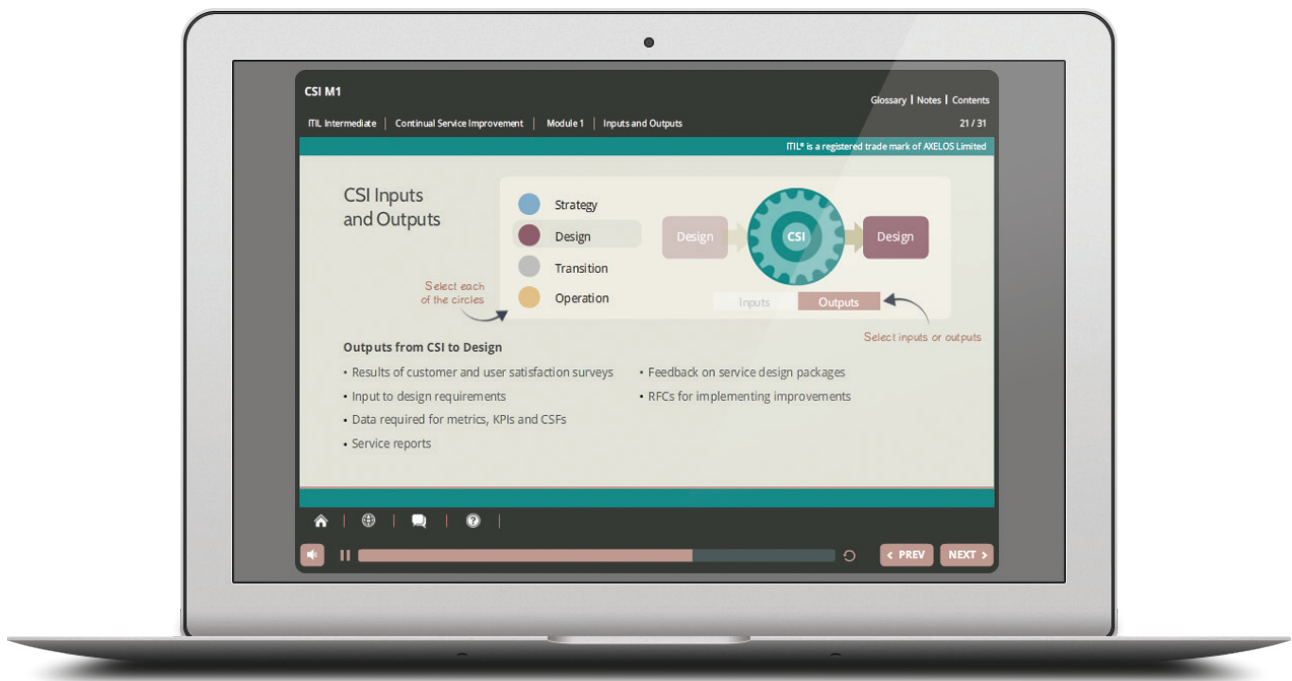 CSI M1
Glossary | Notes | Contents
ITIL Intermediate | Continual Service Improvement | Module 1 | Inputs and Outputs
21 / 31
ITIL® is a registered trade mark of AXELOS Limited
CSI Inputs
and Outputs
Strategy
Design
Transition
Operation
Select each
of the circles
Design
CSI
Design
Inputs
Outputs
Select inputs or outputs
Outputs from CSI to Design
• Results of customer and user satisfaction surveys
• Input to design requirements
• Data required for metrics, KPIs and CSFs
• Service reports
• Feedback on service design packages
• RFCs for implementing improvements
< PREV
NEXT >